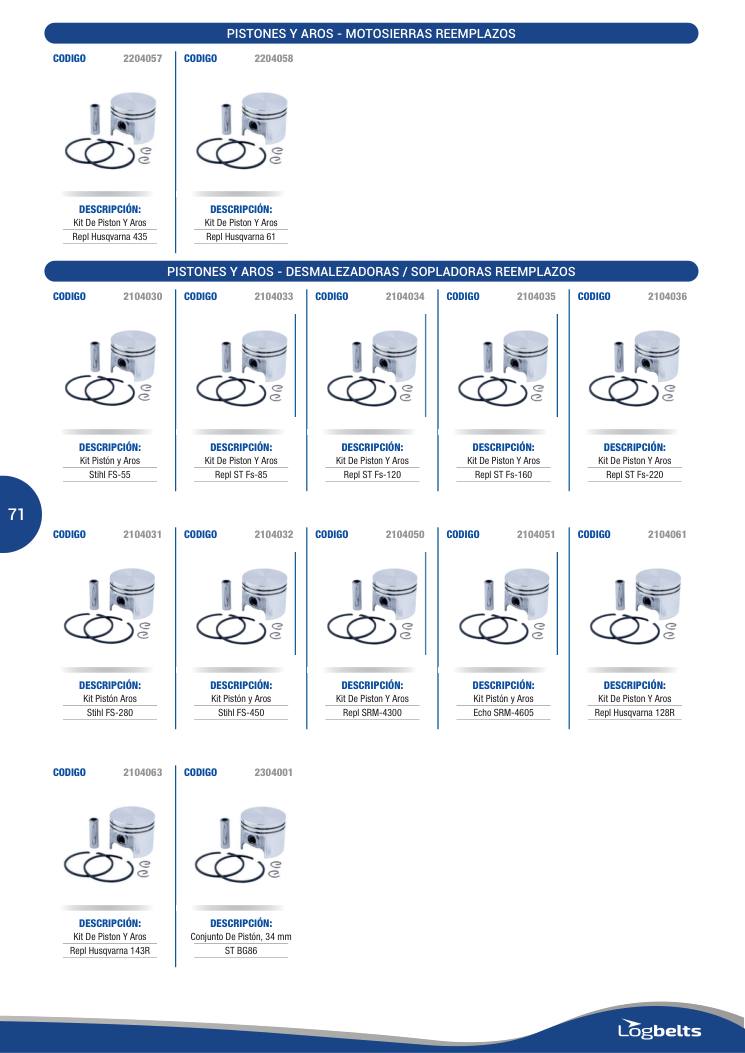 PISTONES Y AROS - MOTOSIERRAS REEMPLAZOS
CODIGO 2204057
CODIGO 2204058
DESCRIPCIÓN:
Kit De Piston Y Aros
Repl Husqvarna 435
DESCRIPCIÓN:
Kit De Piston Y Aros
Repl Husqvarna 61
PISTONES Y AROS - DESMALEZADORAS / SOPLADORAS REEMPLAZOS
CODIGO 2104030
CODIGO 2104033
CODIGO 2104034
CODIGO 2104035
CODIGO 2104036
DESCRIPCIÓN:
Kit Pistón y Aros
Stihl FS-55
DESCRIPCIÓN:
Kit De Piston Y Aros
Repl ST Fs-85
DESCRIPCIÓN:
Kit De Piston Y Aros
Repl ST Fs-120
DESCRIPCIÓN:
Kit De Piston Y Aros
Repl ST Fs-160
DESCRIPCIÓN:
Kit De Piston Y Aros
Repl ST Fs-220
71
CODIGO 2104031
CODIGO 2104032
CODIGO 2104050
CODIGO 2104051
CODIGO 2104061
DESCRIPCIÓN:
Kit Pistón Aros
Stihl FS-280
DESCRIPCIÓN:
Kit Pistón y Aros
Stihl FS-450
DESCRIPCIÓN:
Kit De Piston Y Aros
Repl SRM-4300
DESCRIPCIÓN:
Kit Pistón y Aros
Echo SRM-4605
DESCRIPCIÓN:
Kit De Piston Y Aros
Repl Husqvarna 128R
CODIGO 2104063
CODIGO 2304001
DESCRIPCIÓN:
Kit De Piston Y Aros
Repl Husqvarna 143R
DESCRIPCIÓN:
Conjunto De Pistón, 34 mm
ST BG86
Logbelts